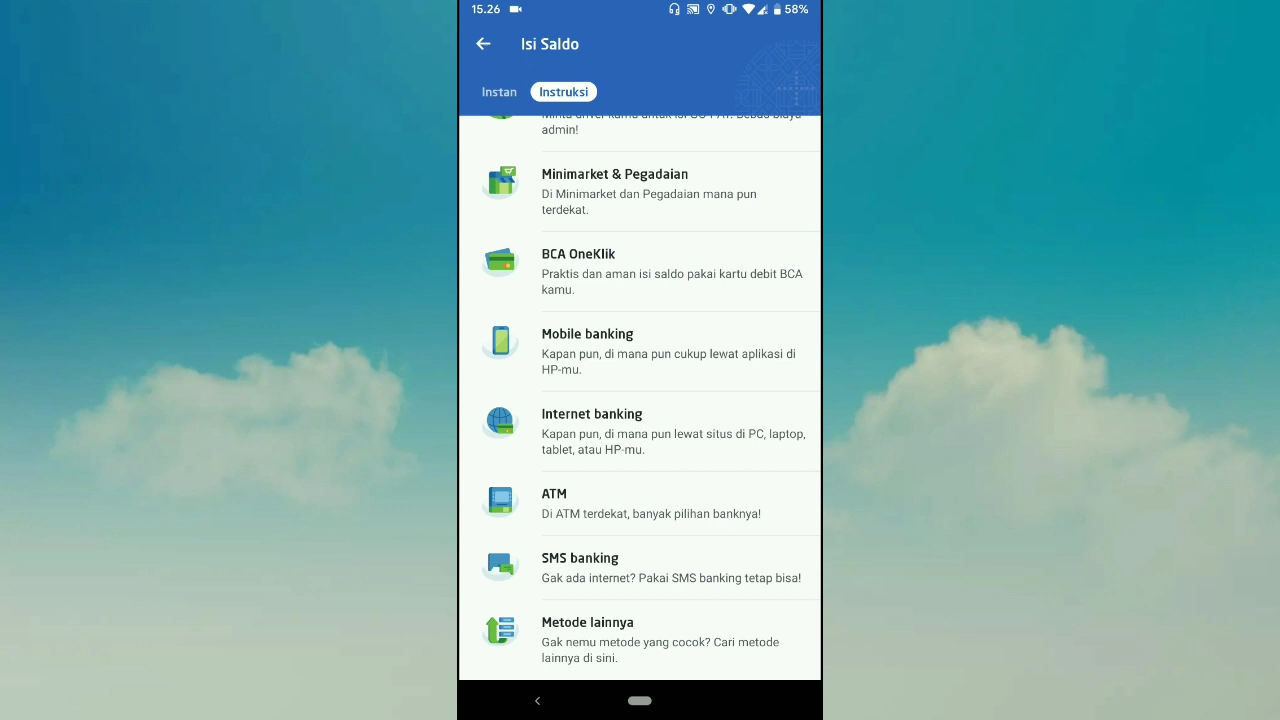 15.26
58%
Isi Saldo
Instan
Instruksi
Minta driver kamu untuk isi GO-PAY. Bebas biaya
admin!
Minimarket & Pegadaian
Di Minimarket dan Pegadaian mana pun
terdekat.
BCA OneKlik
Praktis dan aman isi saldo pakai kartu debit BCA
kamu.
Mobile banking
Kapan pun, di mana pun cukup lewat aplikasi di
HP-mu.
Internet banking
Kapan pun, di mana pun lewat situs di PC, laptop,
tablet, atau HP-mu.
ATM
Di ATM terdekat, banyak pilihan banknya!
SMS banking
Gak ada internet? Pakai SMS banking tetap bisa!
Metode lainnya
Gak nemu metode yang cocok? Cari metode
lainnya di sini.